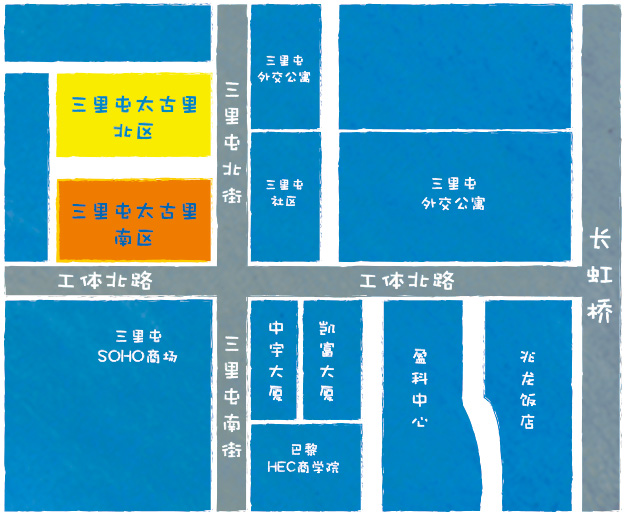 三里屯
外交公寓
三里屯太古里
北区
三里屯北街
三里屯
社区
三里屯
外交公寓
三里屯太古里
南区
长虹桥
工体北路
工体北路
三里屯
SOHO商场
三里屯南街
中宇大厦
凯富大厦
盈科中心
兆龙饭店
巴黎
HEC商学院